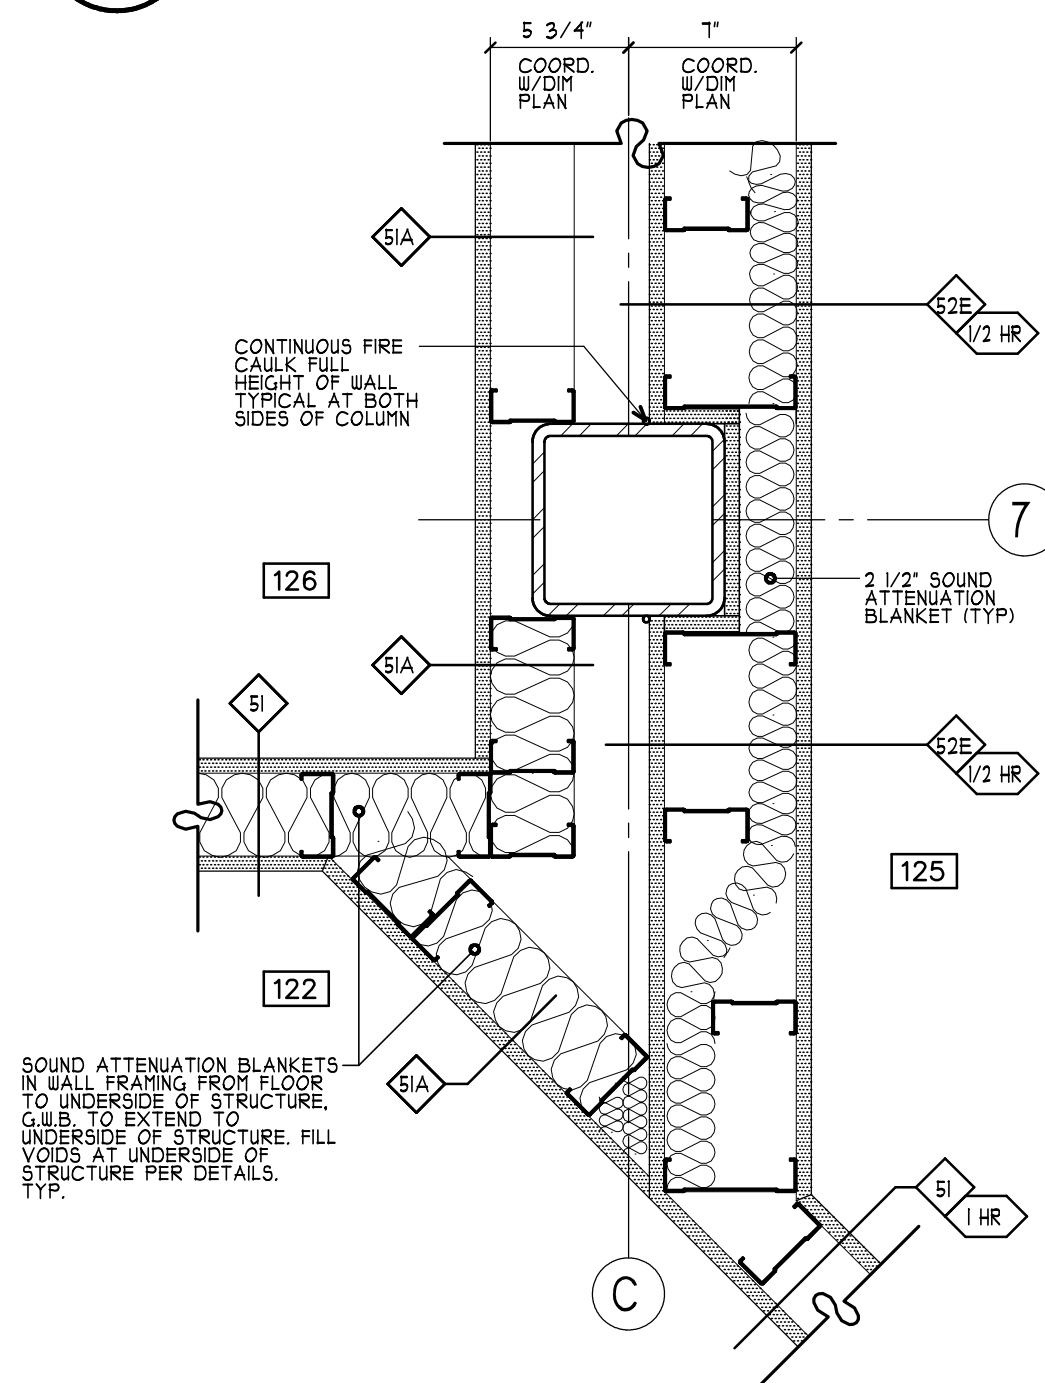 5 3/4"
7"
COORD.
W/DIM
PLAN
COORD.
W/DIM
PLAN
51A
52E
1/2 HR
CONTINUOUS FIRE
CAULK FULL
HEIGHT OF WALL
TYPICAL AT BOTH
SIDES OF COLUMN
7
126
2 1/2" SOUND
ATTENUATION
BLANKET (TYP)
51A
51
52E
1/2 HR
125
122
SOUND ATTENUATION BLANKETS
IN WALL FRAMING FROM FLOOR
TO UNDERSIDE OF STRUCTURE,
G.W.B. TO EXTEND TO
UNDERSIDE OF STRUCTURE. FILL
VOIDS AT UNDERSIDE OF
STRUCTURE PER DETAILS.
TYP.
51A
51
1 HR
C